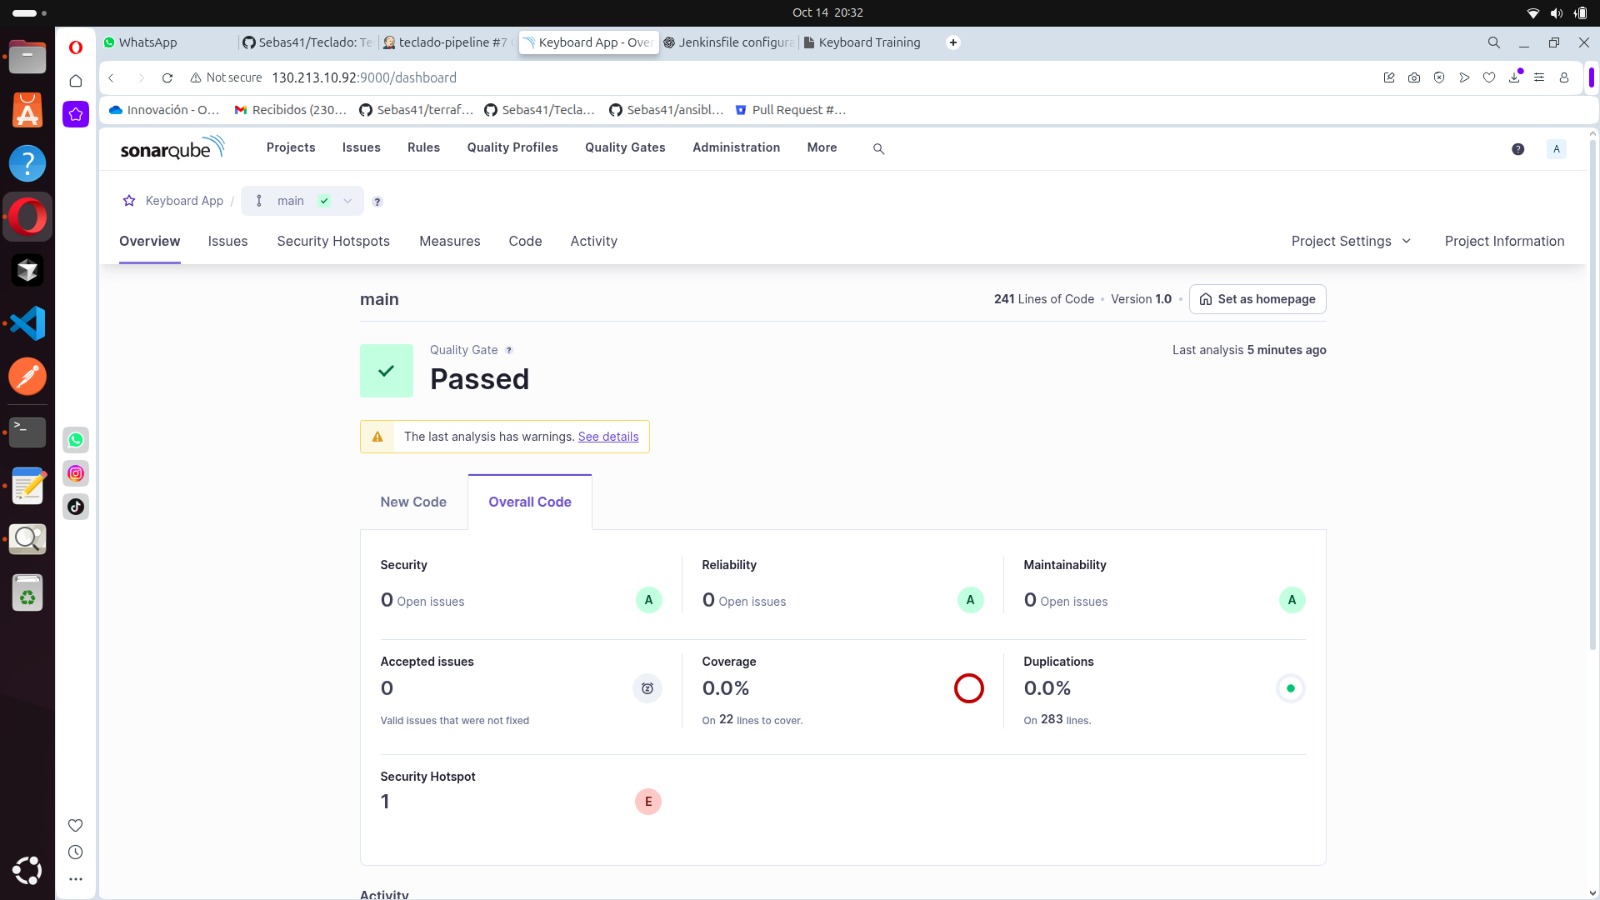 Oct 14 20:32
WhatsApp
Sebas41/Teclado: Te
teclado-pipeline #7
Keyboard App - Ove
Jenkinsfile configura
Keyboard Training
Not secure 130.213.10.92:9000/dashboard
Innovación - O...
Recibidos (230...
Sebas41/terraf...
Sebas41/Tecla...
Sebas41/ansibl...
Pull Request #...
sonarqube
Projects
Issues
Rules
Quality Profiles
Quality Gates
Administration
More
A
Keyboard App / main
Overview
Issues
Security Hotspots
Measures
Code
Activity
Project Settings
Project Information
main
241 Lines of Code • Version 1.0 •
Set as homepage
Quality Gate
Passed
Last analysis 5 minutes ago
The last analysis has warnings. See details
New Code
Overall Code
Security
0 Open issues
A
Reliability
0 Open issues
A
Maintainability
0 Open issues
A
Accepted issues
0
Valid issues that were not fixed
Coverage
0.0%
On 22 lines to cover.
Duplications
0.0%
On 283 lines.
Security Hotspot
1
E
Activity